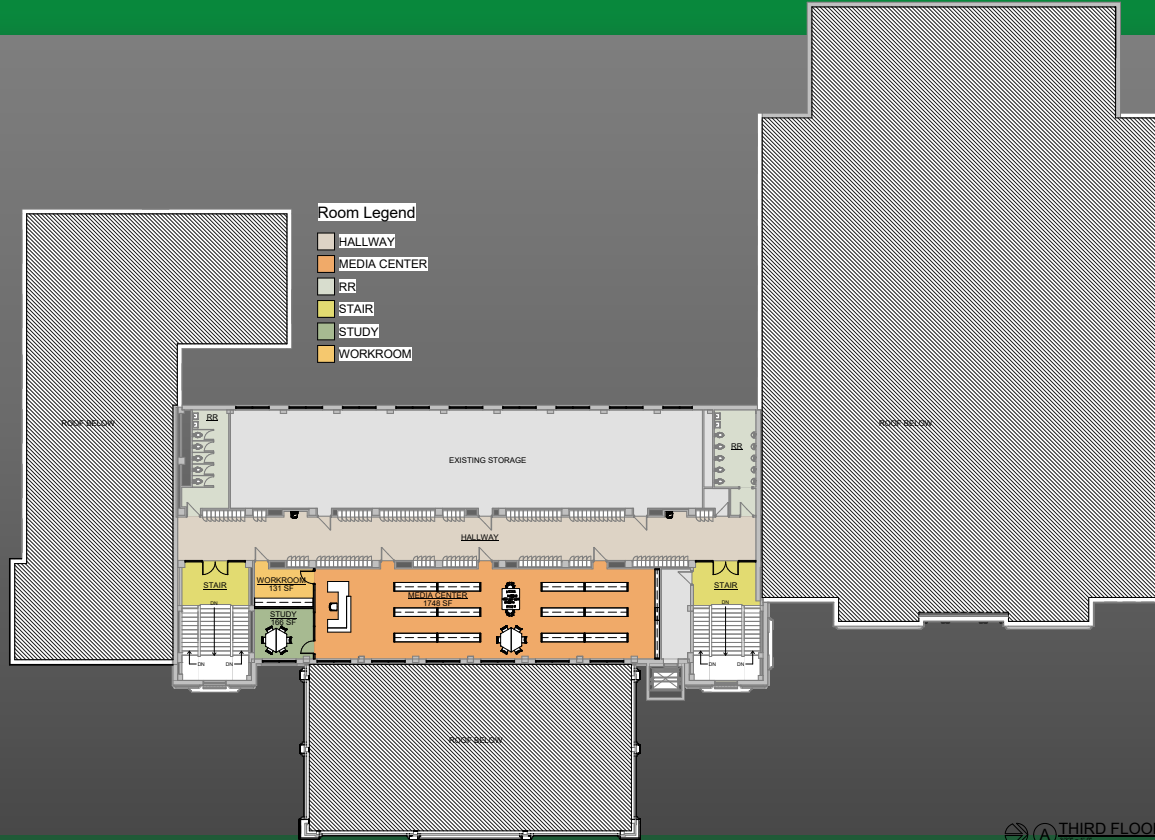 Room Legend
HALLWAY
MEDIA CENTER
RR
STAIR
STUDY
WORKROOM
RR
ROOF BELOW
ROOF BELOW
RR
EXISTING STORAGE
HALLWAY
STAIR
WORKROOM
131 SF
MEDIA CENTER
1748 SF
STAIR
DN
DN
STUDY
166 SF
DN
DN
DN
DN
ROOF BELOW
A
THIRD FLOO